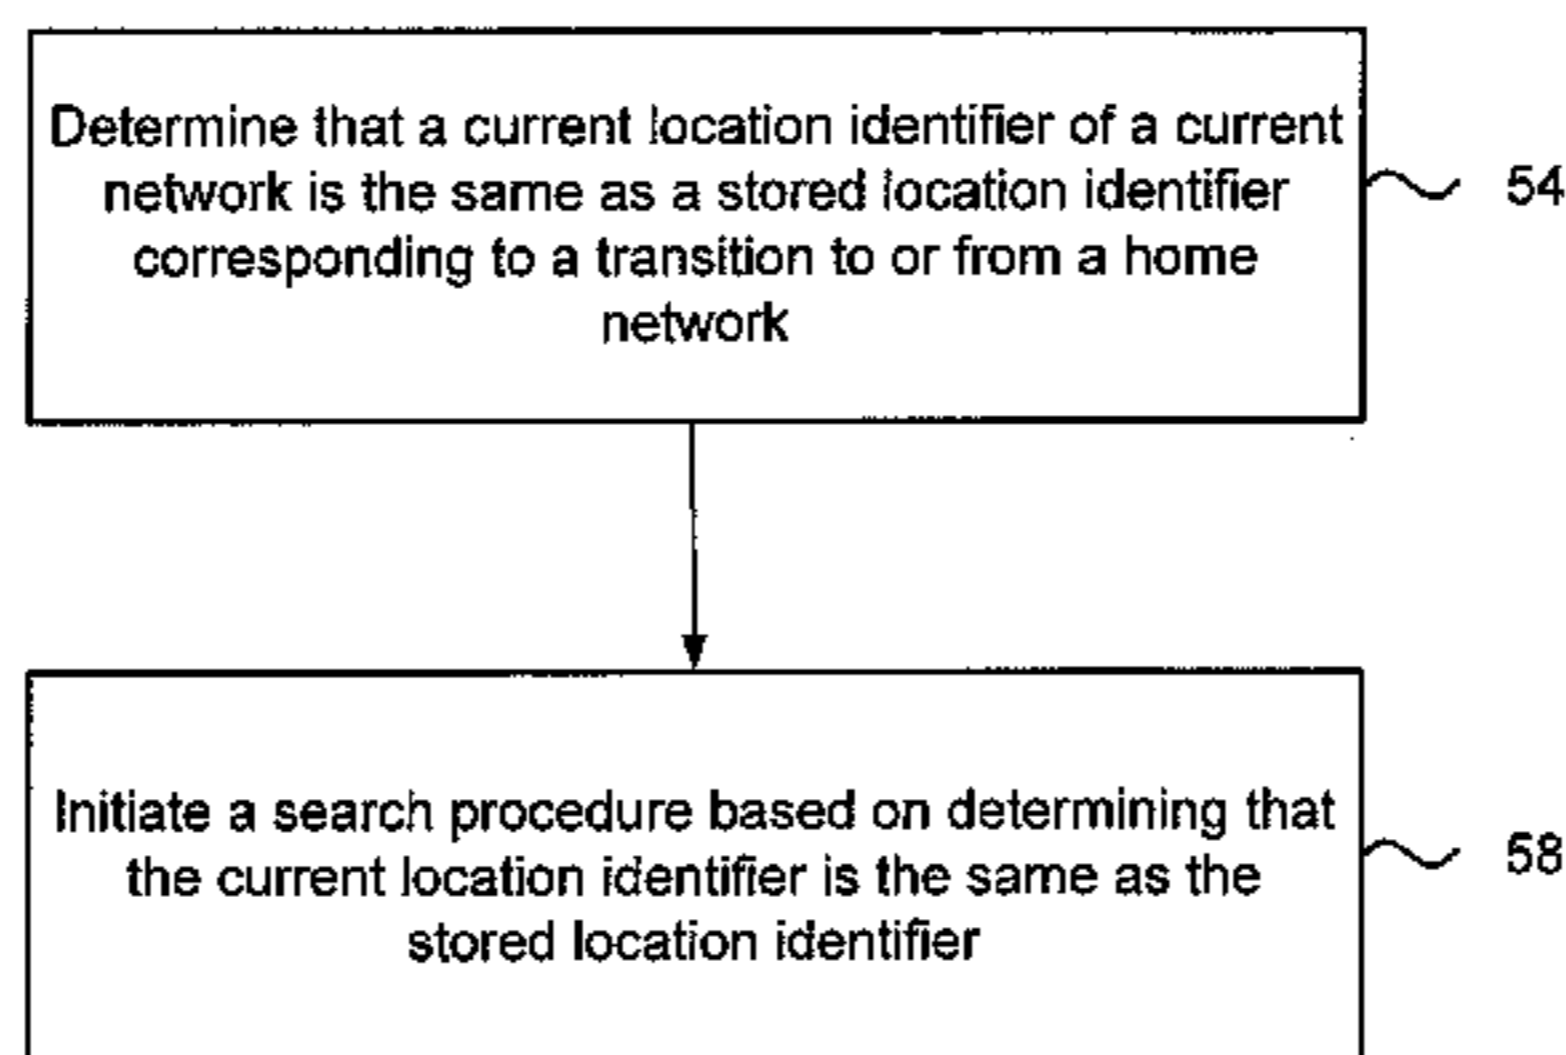 Determine that a current location identifier of a current
network is the same as a stored location identifier
corresponding to a transition to or from a home
network
54
Initiate a search procedure based on determining that
the current location identifier is the same as the
stored location identifier
58